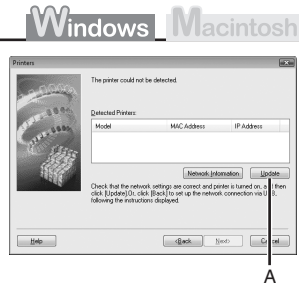 Windows Macintosh
Printers
The printer could not be detected.
Detected Printers:
Model MAC Address IP Address
Network Information Update
Check that the network settings are correct and printer is turned on, and then
click [Update].Or, click [Back] to set up the network connection via USB,
following the instructions displayed.
Help <Back Next> Cancel
A